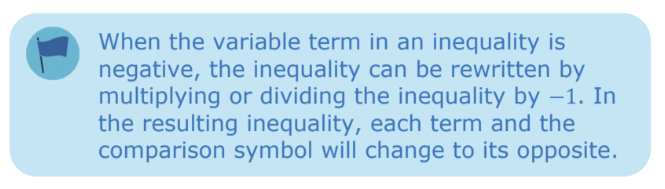 When the variable term in an inequality is
negative, the inequality can be rewritten by
multiplying or dividing the inequality by −1. In
the resulting inequality, each term and the
comparison symbol will change to its opposite.